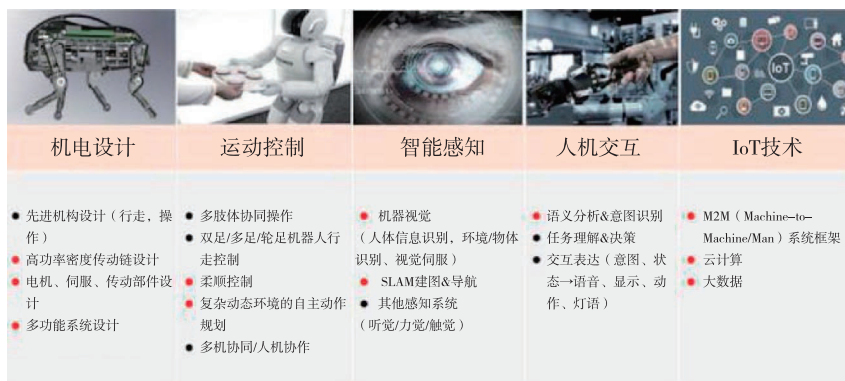 IoT
机电设计
运动控制
智能感知
人机交互
IoT技术
● 先进机构设计（行走，操
作）
● 高功率密度传动链设计
● 电机、伺服、传动部件设
计
● 多功能系统设计
● 多肢体协同操作
● 双足/多足/轮足机器人行
走控制
● 柔顺控制
● 复杂动态环境的自主动作
规划
● 多机协同/人机协作
● 机器视觉
（人体信息识别，环境/物体
识别、视觉伺服）
● SLAM建图&导航
● 其他感知系统
（听觉/力觉/触觉）
● 语义分析&意图识别
● 任务理解&决策
● 交互表达（意图、状
态→语音、显示、动
作、灯语）
● M2M（Machine–to–
Machine/Man）系统框架
● 云计算
● 大数据